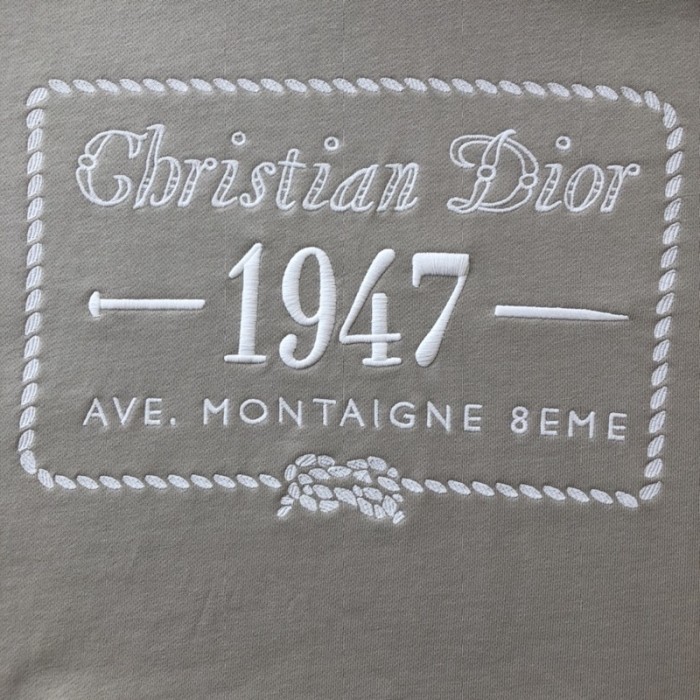 Christian Dior
1947
AVE. MONTAIGNE 8EME